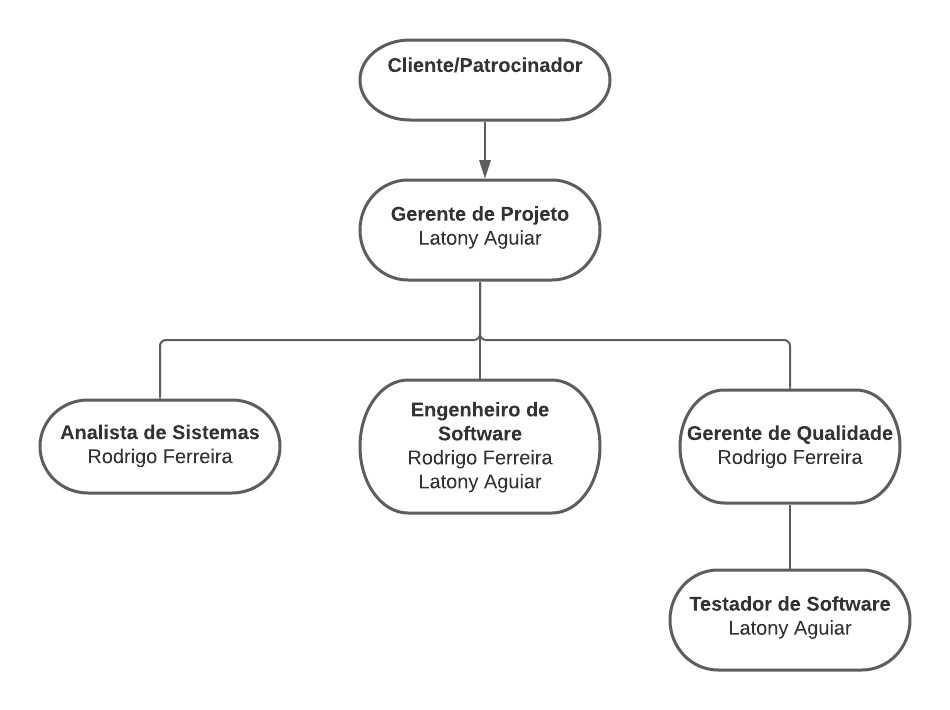 Cliente/Patrocinador
Gerente de Projeto
Latony Aguiar
Analista de Sistemas
Rodrigo Ferreira
Engenheiro de
Software
Rodrigo Ferreira
Latony Aguiar
Gerente de Qualidade
Rodrigo Ferreira
Testador de Software
Latony Aguiar